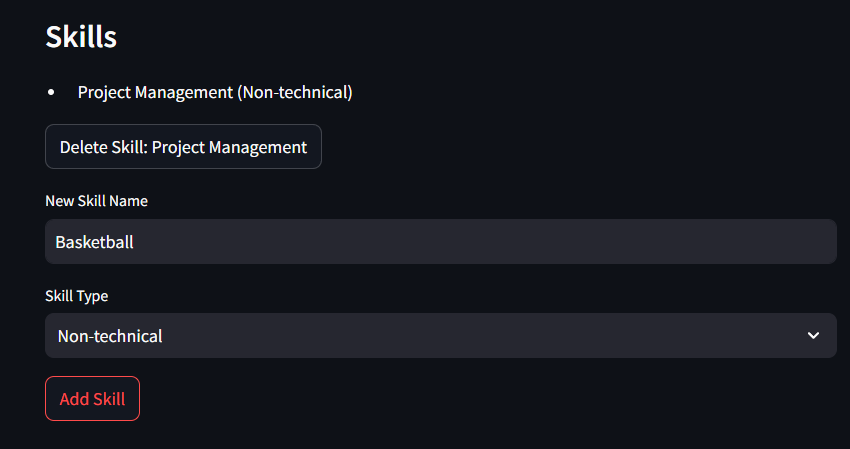 Skills
• Project Management (Non-technical)
Delete Skill: Project Management
New Skill Name
Basketball
Skill Type
Non-technical
Add Skill